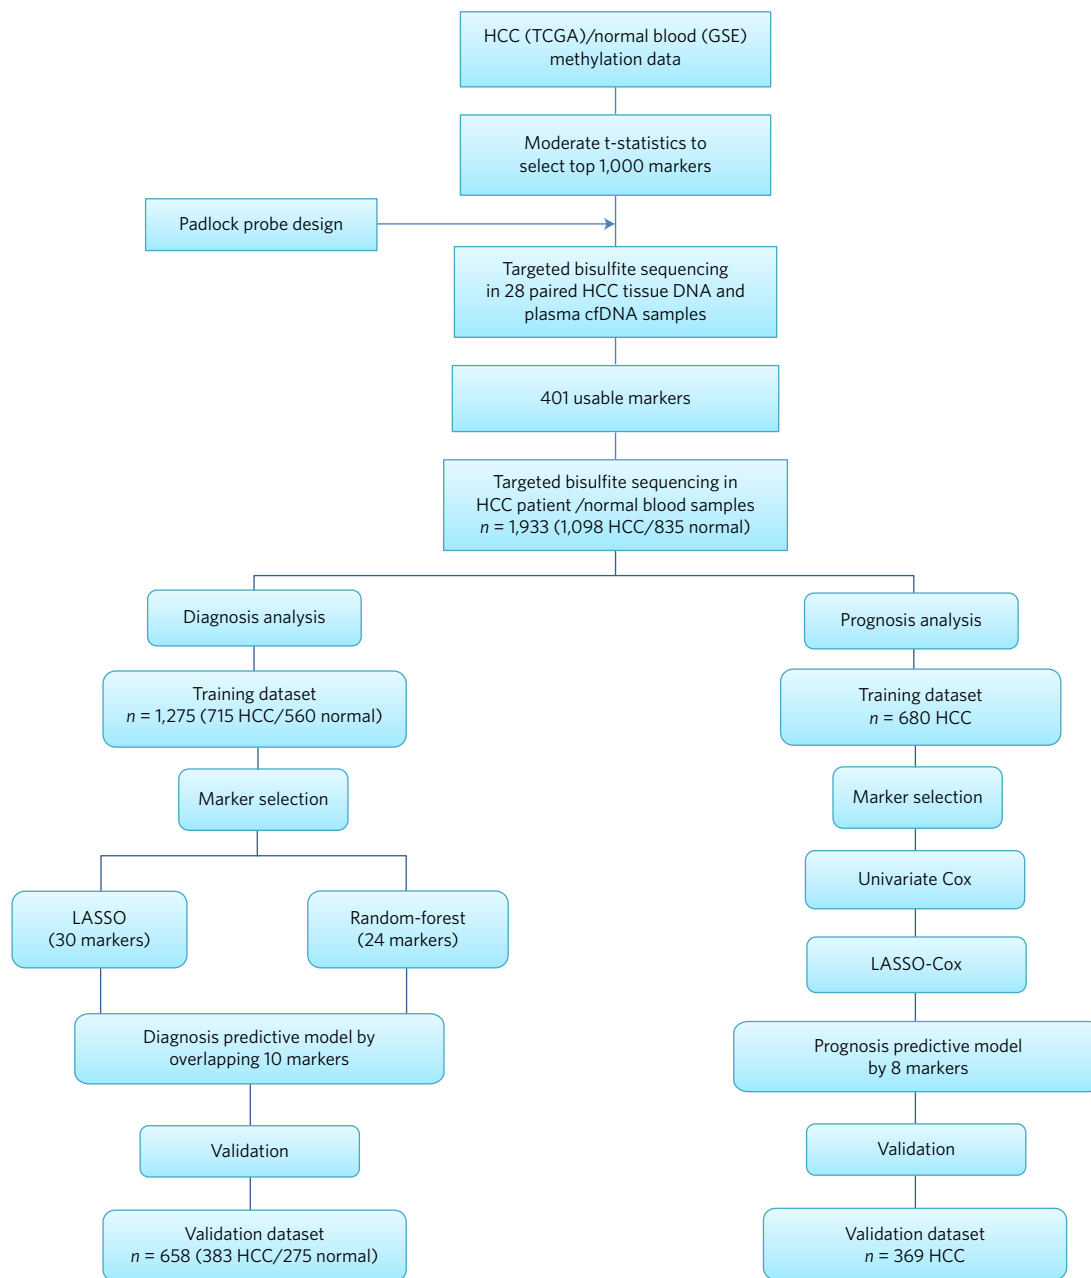 HCC (TCGA)/normal blood (GSE)
methylation data
Moderate t-statistics to
select top 1,000 markers
Padlock probe design
Targeted bisulfite sequencing
in 28 paired HCC tissue DNA and
plasma cfDNA samples
401 usable markers
Targeted bisulfite sequencing in
HCC patient /normal blood samples
n = 1,933 (1,098 HCC/835 normal)
Diagnosis analysis
Training dataset
n = 1,275 (715 HCC/560 normal)
Marker selection
LASSO
(30 markers)
Random-forest
(24 markers)
Diagnosis predictive model by
overlapping 10 markers
Validation
Validation dataset
n = 658 (383 HCC/275 normal)
Prognosis analysis
Training dataset
n = 680 HCC
Marker selection
Univariate Cox
LASSO-Cox
Prognosis predictive model
by 8 markers
Validation
Validation dataset
n = 369 HCC